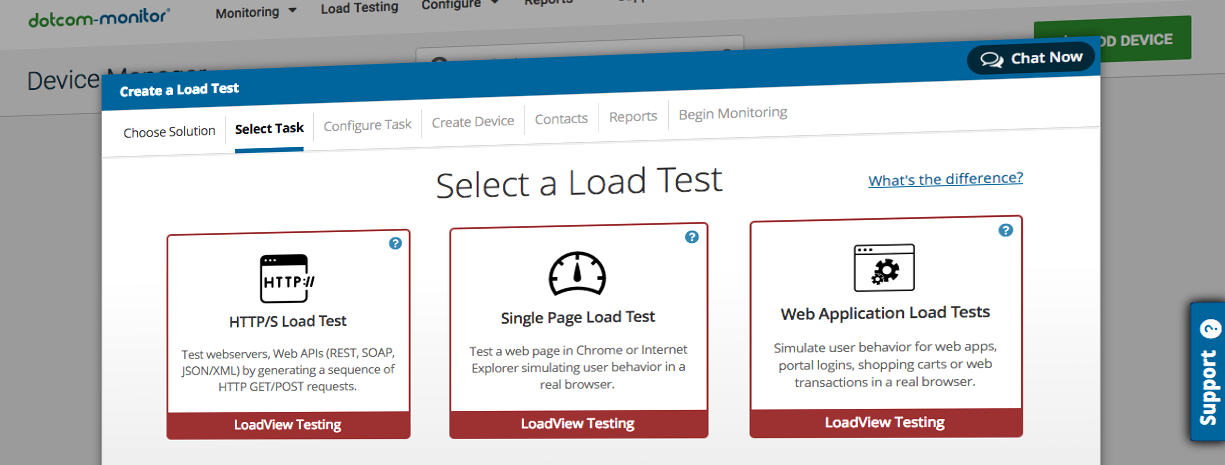 dotcom-monitor
Monitoring
Load Testing
Configure
Reports
Device Manager
DEVICE
Create a Load Test
Chat Now
Choose Solution
Select Task
Configure Task
Create Device
Contacts
Reports
Begin Monitoring
Select a Load Test
What's the difference?
?
HTTP://
HTTP/S Load Test
Test webservers, Web APIs (REST, SOAP,
JSON/XML) by generating a sequence of
HTTP GET/POST requests.
LoadView Testing
?
Single Page Load Test
Test a web page in Chrome or Internet
Explorer simulating user behavior in a
real browser.
LoadView Testing
?
Web Application Load Tests
Simulate user behavior for web apps,
portal logins, shopping carts or web
transactions in a real browser.
LoadView Testing
Support ?